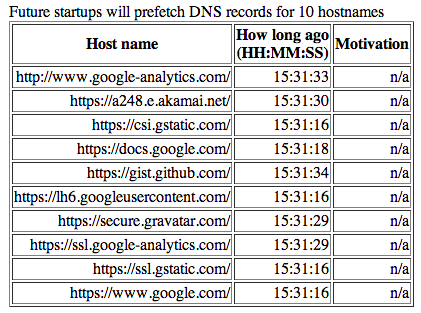 Future startups will prefetch DNS records for 10 hostnames
Host name How long ago (HH:MM:SS) Motivation
http://www.google-analytics.com/ 15:31:33 n/a
https://a248.e.akamai.net/ 15:31:30 n/a
https://csi.gstatic.com/ 15:31:16 n/a
https://docs.google.com/ 15:31:18 n/a
https://gist.github.com/ 15:31:34 n/a
https://lh6.googleusercontent.com/ 15:31:16 n/a
https://secure.gravatar.com/ 15:31:29 n/a
https://ssl.google-analytics.com/ 15:31:29 n/a
https://ssl.gstatic.com/ 15:31:16 n/a
https://www.google.com/ 15:31:16 n/a